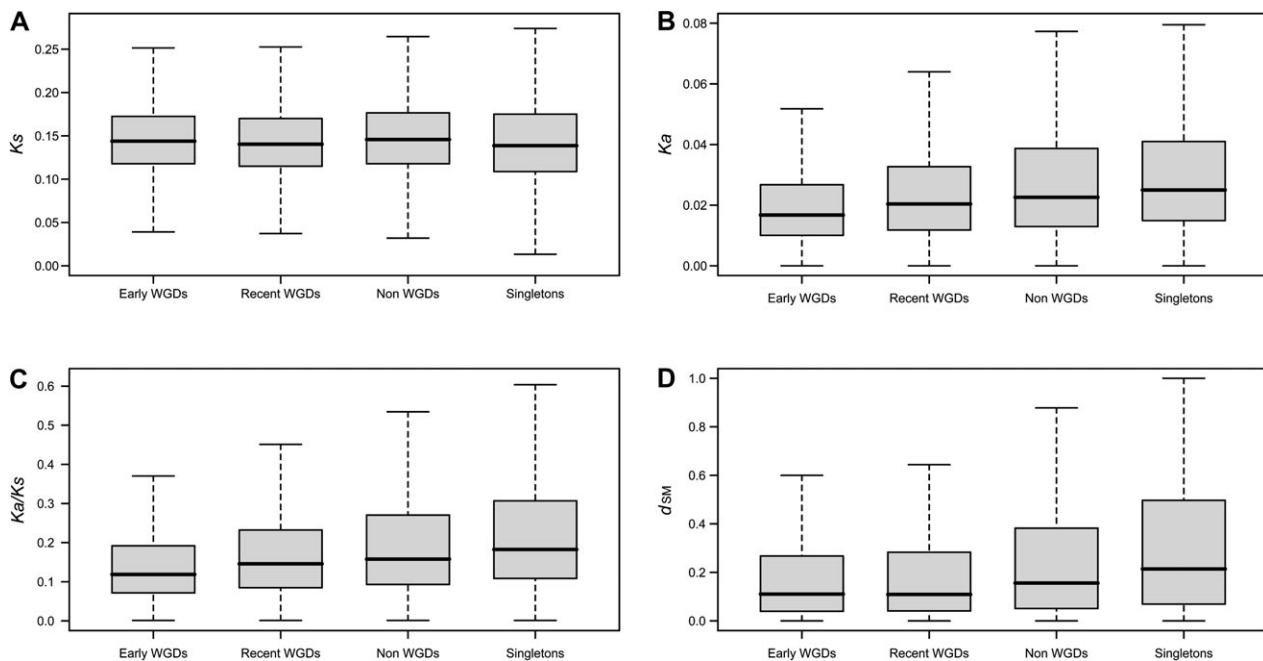 A
Ks
0.25
0.20
0.15
0.10
0.05
0.00
Early WGDs Recent WGDs Non WGDs Singletons
B
Ka
0.08
0.06
0.04
0.02
0.00
Early WGDs Recent WGDs Non WGDs Singletons
C
Ka/Ks
0.6
0.5
0.4
0.3
0.2
0.1
0.0
Early WGDs Recent WGDs Non WGDs Singletons
D
dSM
1.0
0.8
0.6
0.4
0.2
0.0
Early WGDs Recent WGDs Non WGDs Singletons